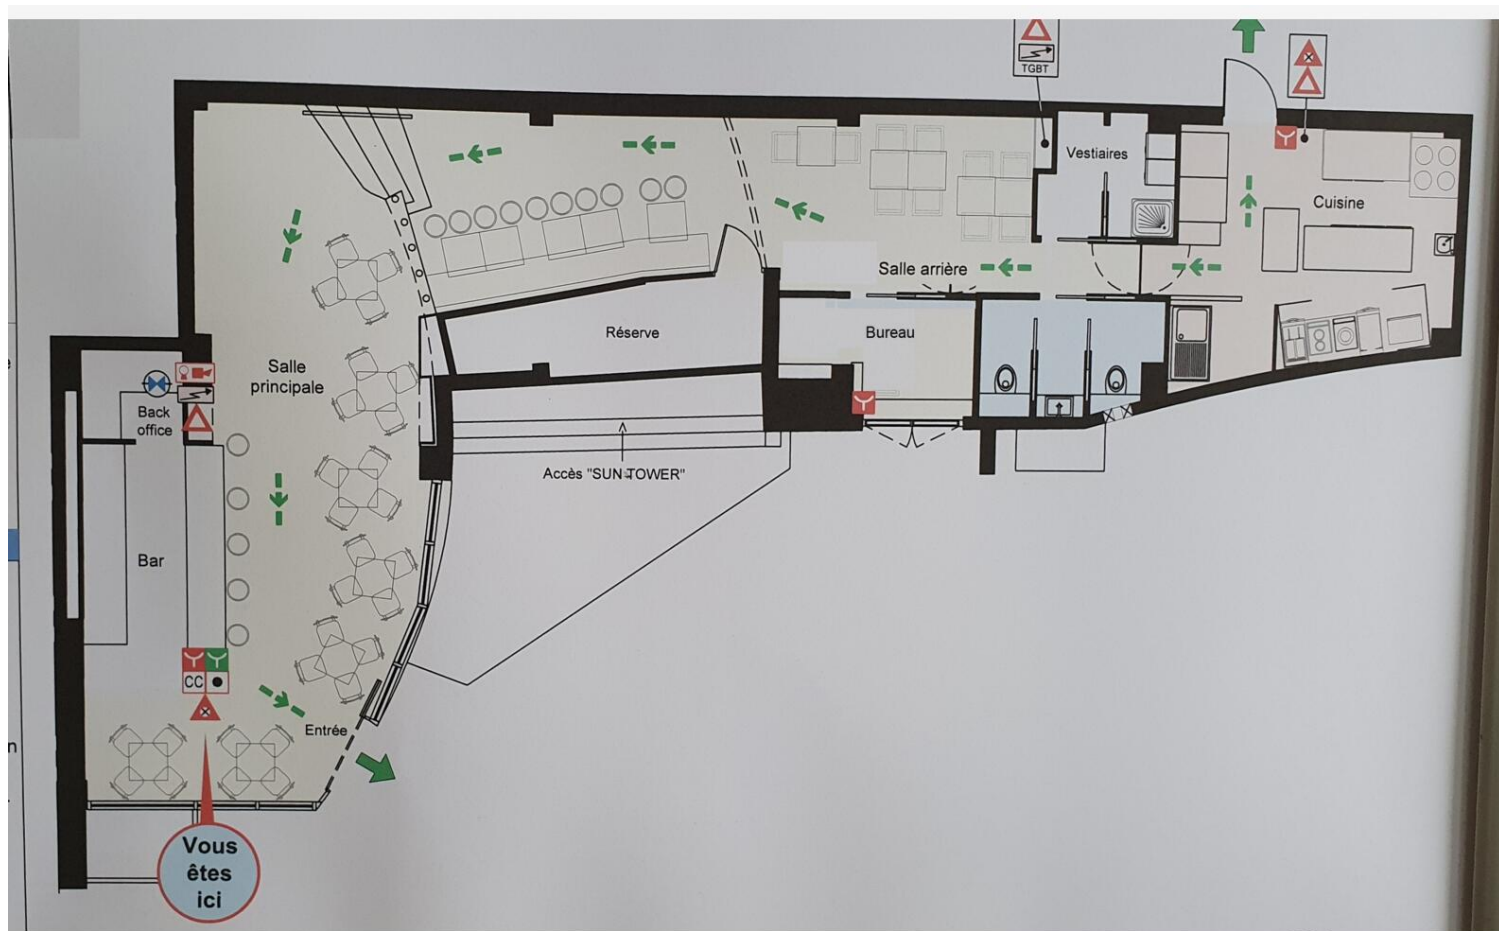 TGBT
Vestiaires
Cuisine
Salle arrière
Réserve
Bureau
Salle
principale
Back
office
Accès "SUN TOWER"
Bar
CC
Entrée
n
Vous
êtes
ici